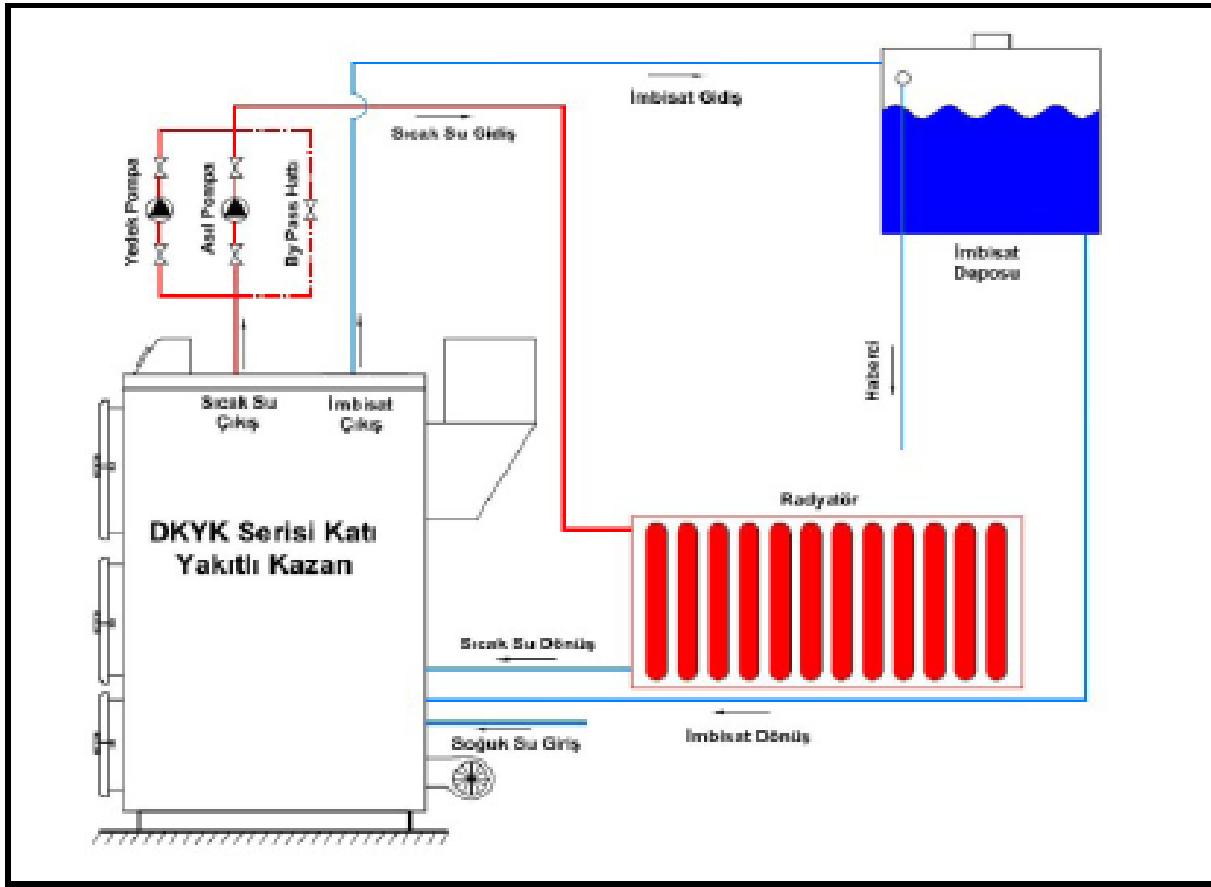 İmbisat Gidiş
Sıcak Su Gidiş
Yedek Pompa
Asıl Pompa
By Pass Hattı
İmbisat
Deposu
Haberci
Sıcak Su
Çıkış
İmbisat
Çıkış
Radyatör
DKYK Serisi Katı
Yakıtlı Kazan
Sıcak Su Dönüş
İmbisat Dönüş
Soğuk Su Giriş